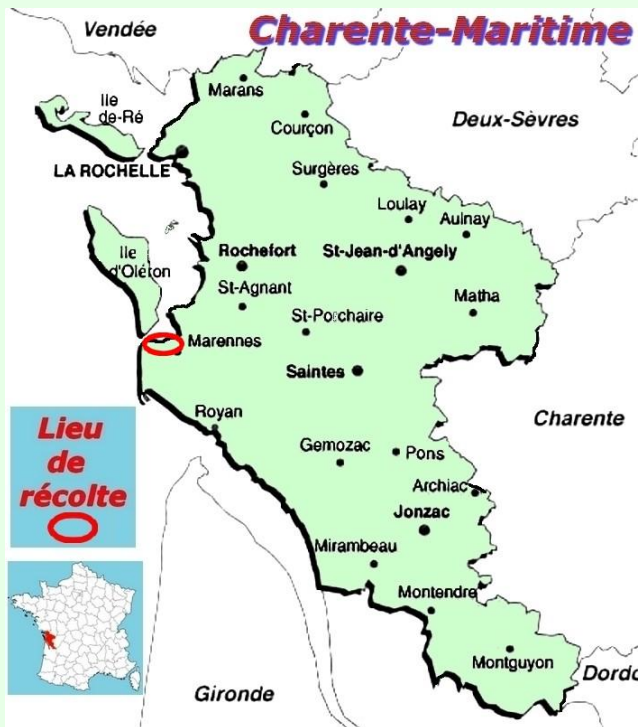 Vendée
Charente-Maritime
Marans
Ile
de-Ré
Courçon
Deux-Sèvres
LA ROCHELLE
Surgères
Loulay
Aulnay
Ile
d'Oléron
Rochefort
St-Jean-d'Angely
St-Agnant
Matha
Marennes
Saintes
Royan
Charente
Lieu
de
récolte
Gemozac
Pons
Archiac
Jonzac
Mirambeau
Montendre
Montguyon
Dordo
Gironde